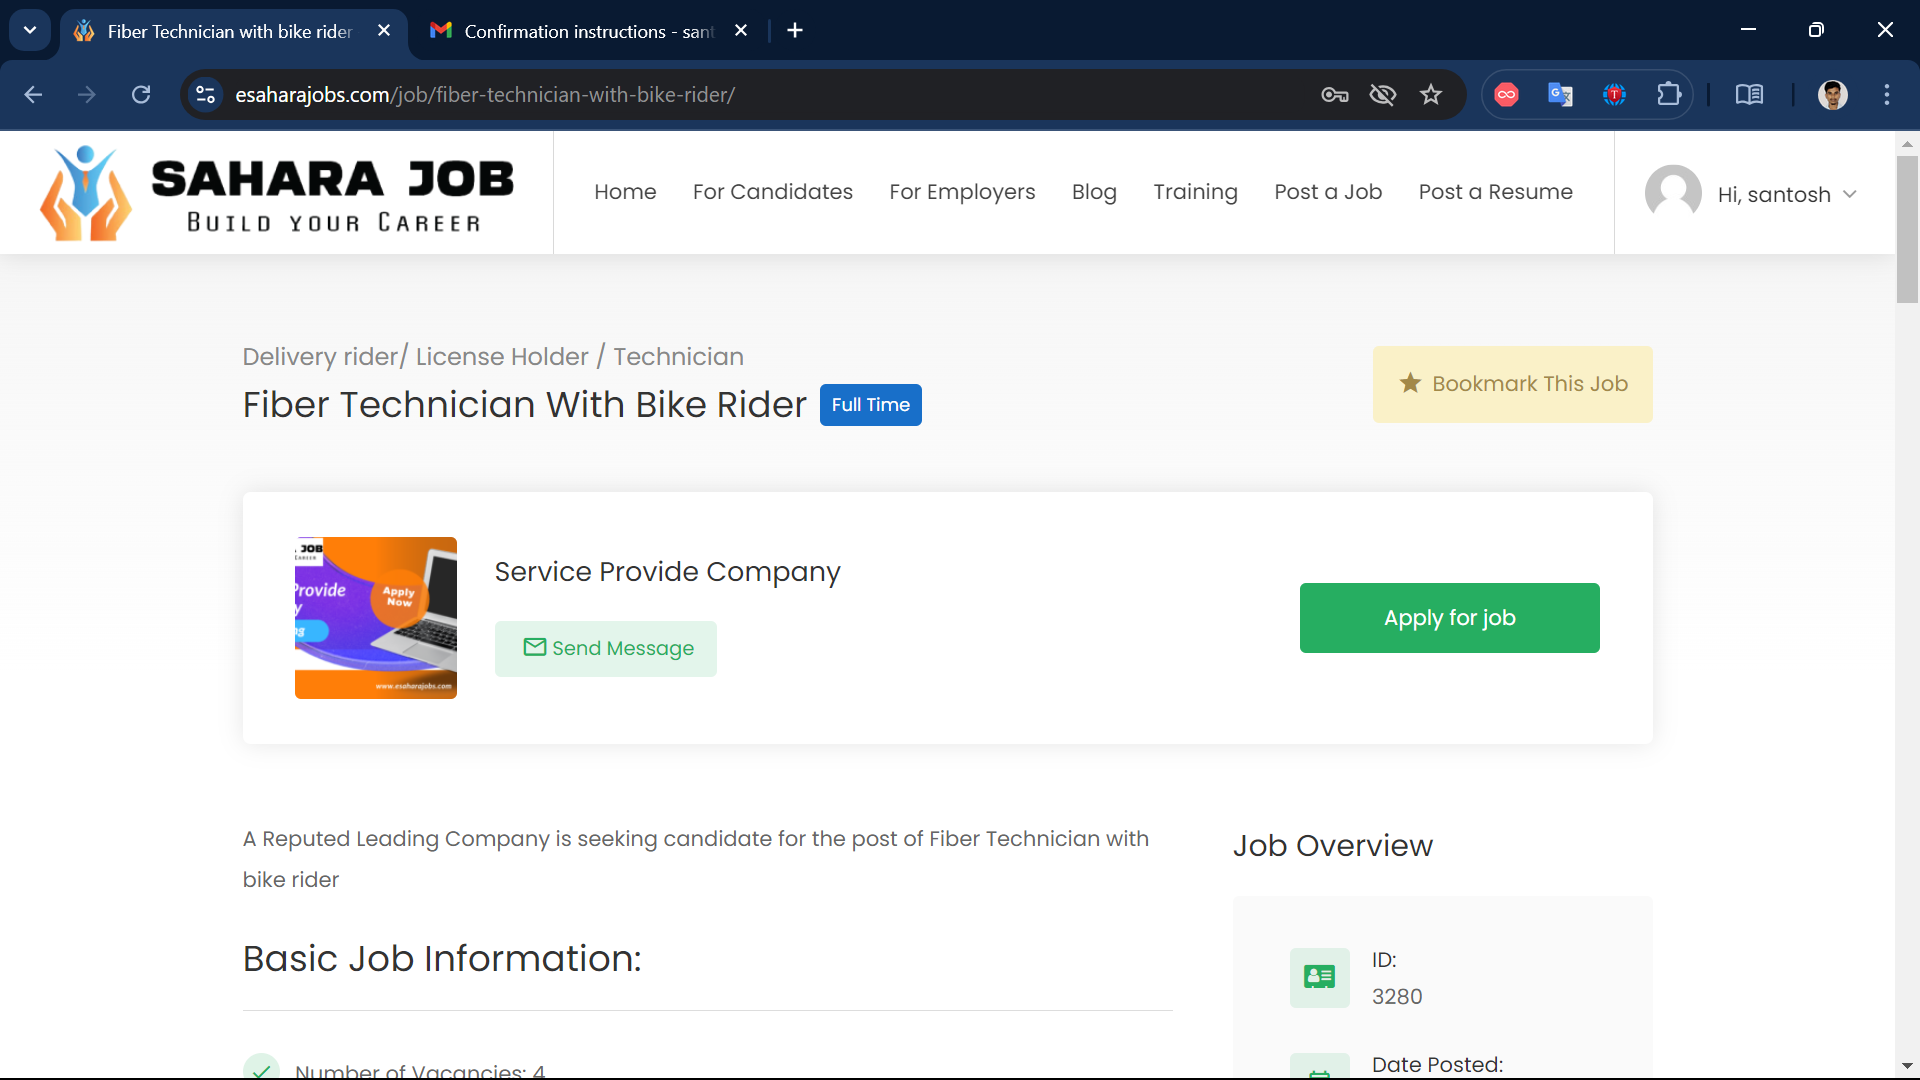 Fiber Technician with bike rider
Confirmation instructions - sant
esaharajobs.com/job/fiber-technician-with-bike-rider/
SAHARA JOB
BUILD YOUR CAREER
Home
For Candidates
For Employers
Blog
Training
Post a Job
Post a Resume
Hi, santosh
Delivery rider/ License Holder / Technician
Fiber Technician With Bike Rider
Full Time
Bookmark This Job
JOB
Provide
y
Apply
Now
www.esaharajobs.com
Service Provide Company
Send Message
Apply for job
A Reputed Leading Company is seeking candidate for the post of Fiber Technician with
bike rider
Basic Job Information:
Number of Vacancies: 4
Job Overview
ID:
3280
Date Posted: